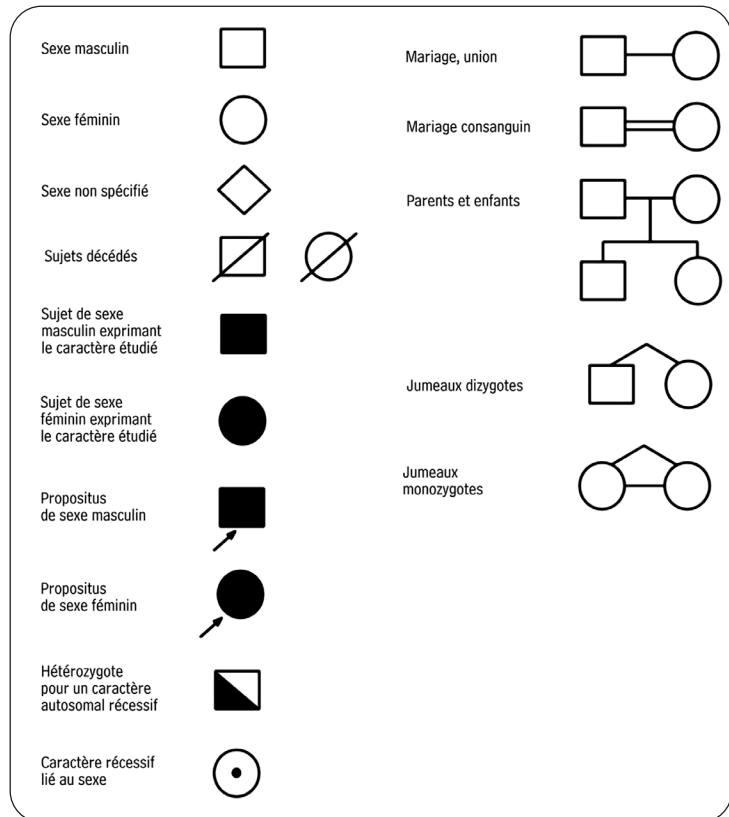 Sexe masculin
Sexe féminin
Sexe non spécifié
Sujets décédés
Sujet de sexe
masculin exprimant
le caractère étudié
Sujet de sexe
féminin exprimant
le caractère étudié
Propositus
de sexe masculin
Propositus
de sexe féminin
Hétérozygote
pour un caractère
autosomal récessif
Caractère récessif
lié au sexe
Mariage, union
Mariage consanguin
Parents et enfants
Jumeaux dizygotes
Jumeaux
monozygotes